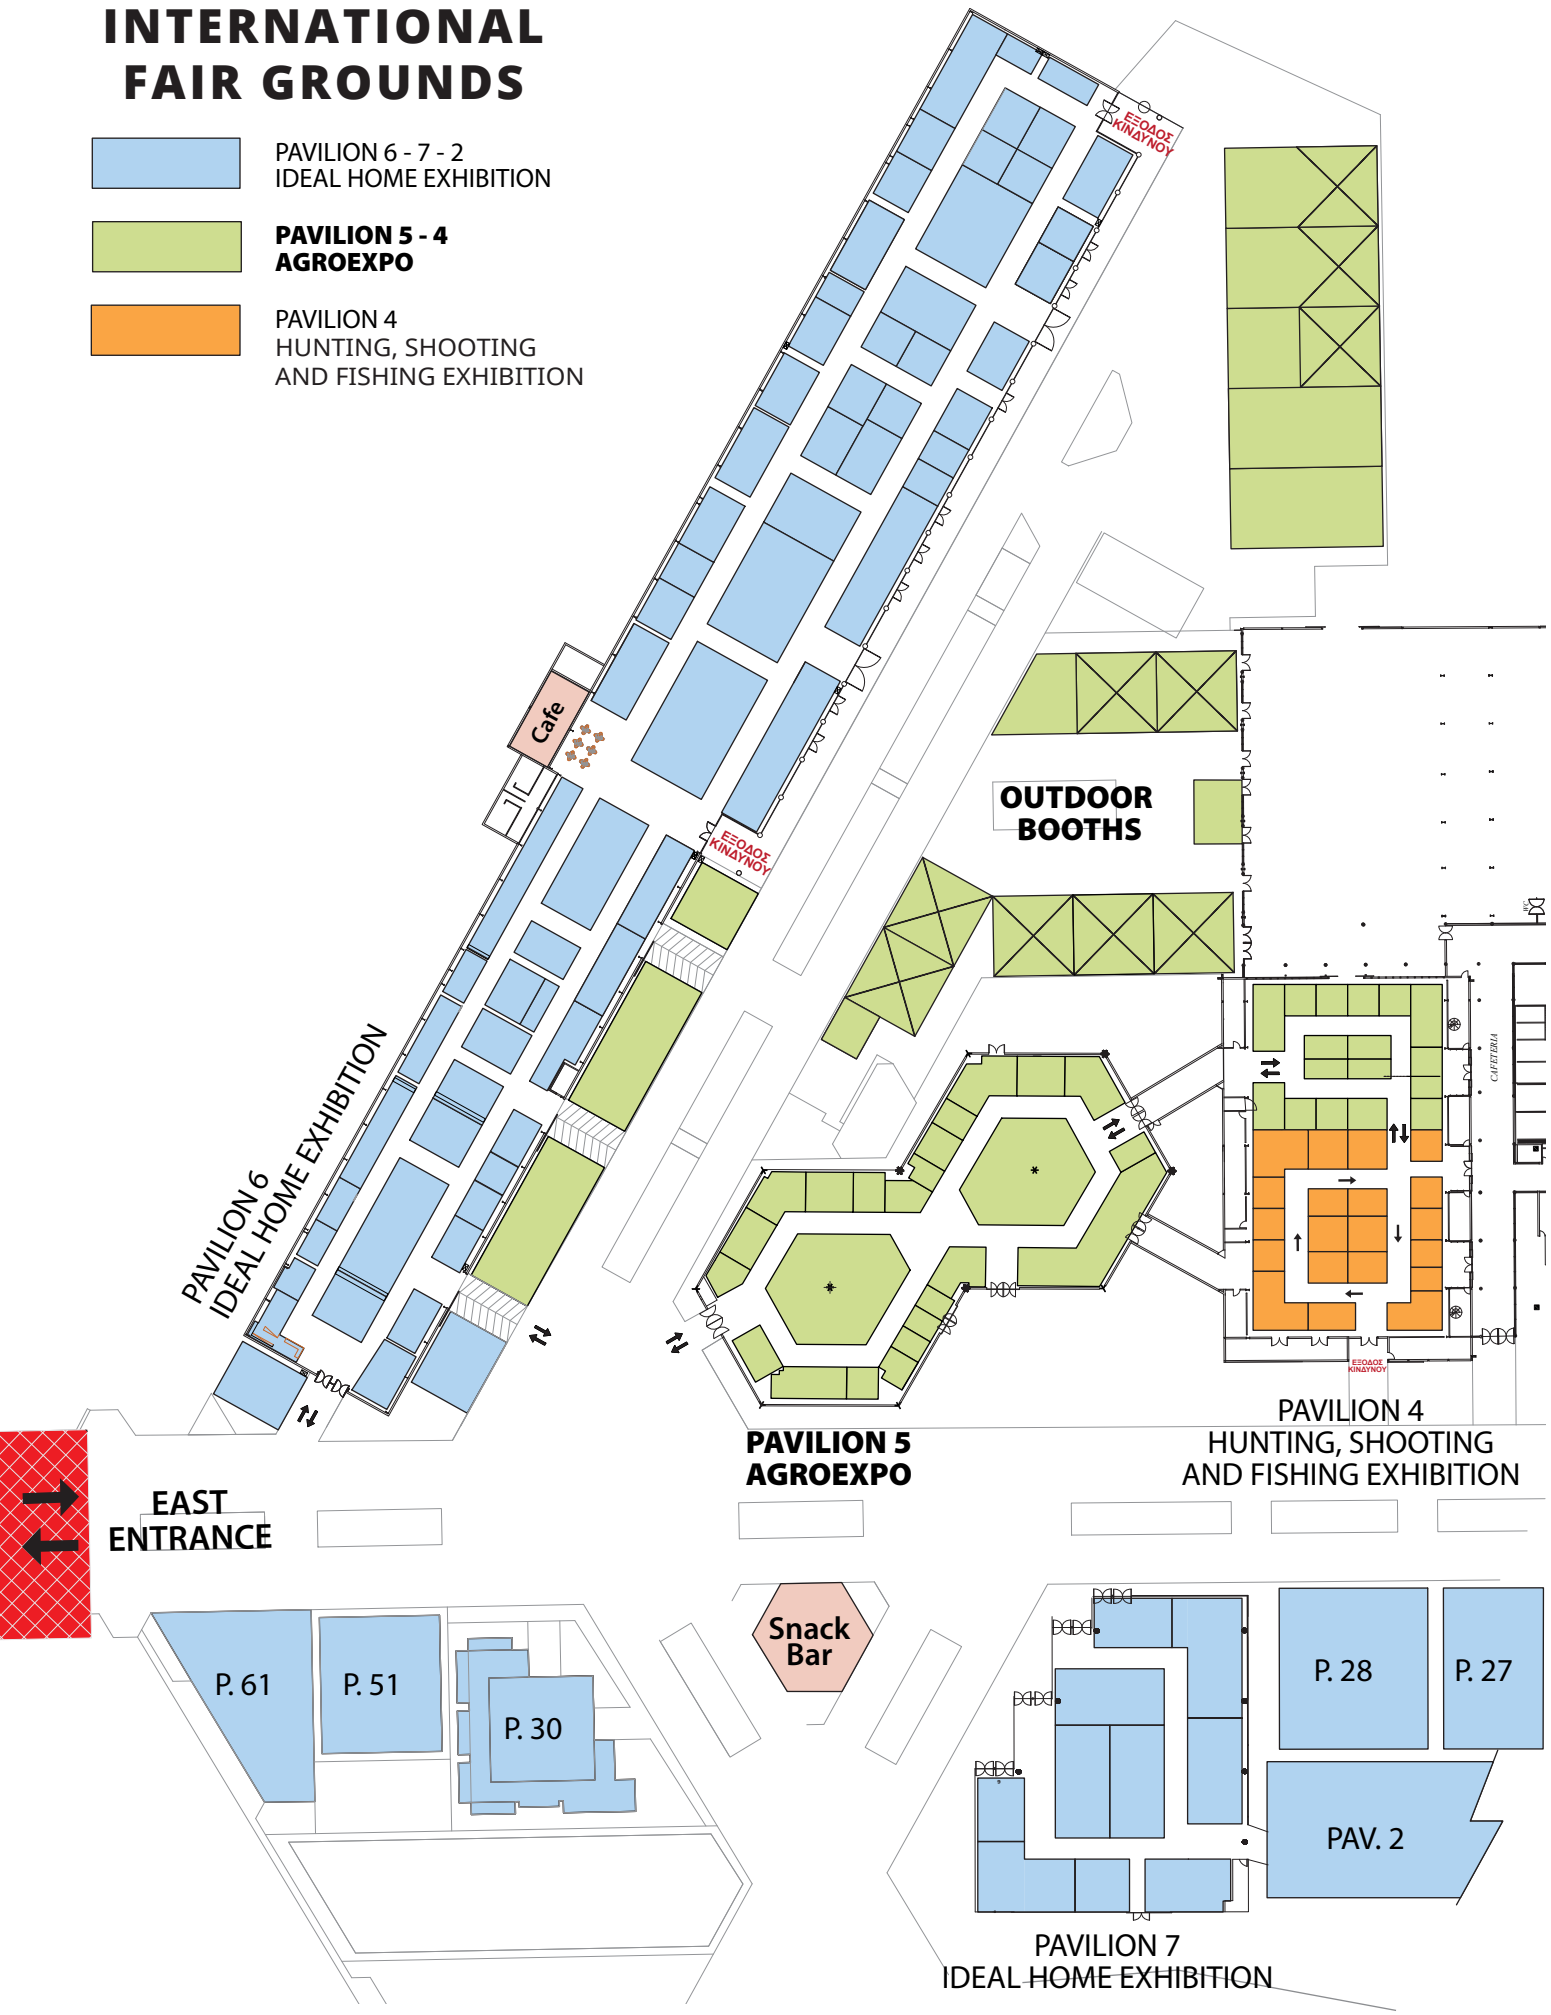 INTERNATIONAL
FAIR GROUNDS
PAVILION 6 - 7 - 2
IDEAL HOME EXHIBITION
PAVILION 5 - 4
AGROEXPO
PAVILION 4
HUNTING, SHOOTING
AND FISHING EXHIBITION
ΕΞΟΔΟΣ
ΚΙΝΔΥΝΟΥ
Cafe
OUTDOOR
BOOTHS
ΕΞΟΔΟΣ
ΚΙΝΔΥΝΟΥ
WC
CAFETERIA
PAVILION 6
IDEAL HOME EXHIBITION
ΕΞΟΔΟΣ
ΚΙΝΔΥΝΟΥ
PAVILION 5
AGROEXPO
PAVILION 4
HUNTING, SHOOTING
AND FISHING EXHIBITION
EAST
ENTRANCE
Snack
Bar
P. 61
P. 51
P. 30
P. 28
P. 27
PAV. 2
PAVILION 7
IDEAL HOME EXHIBITION